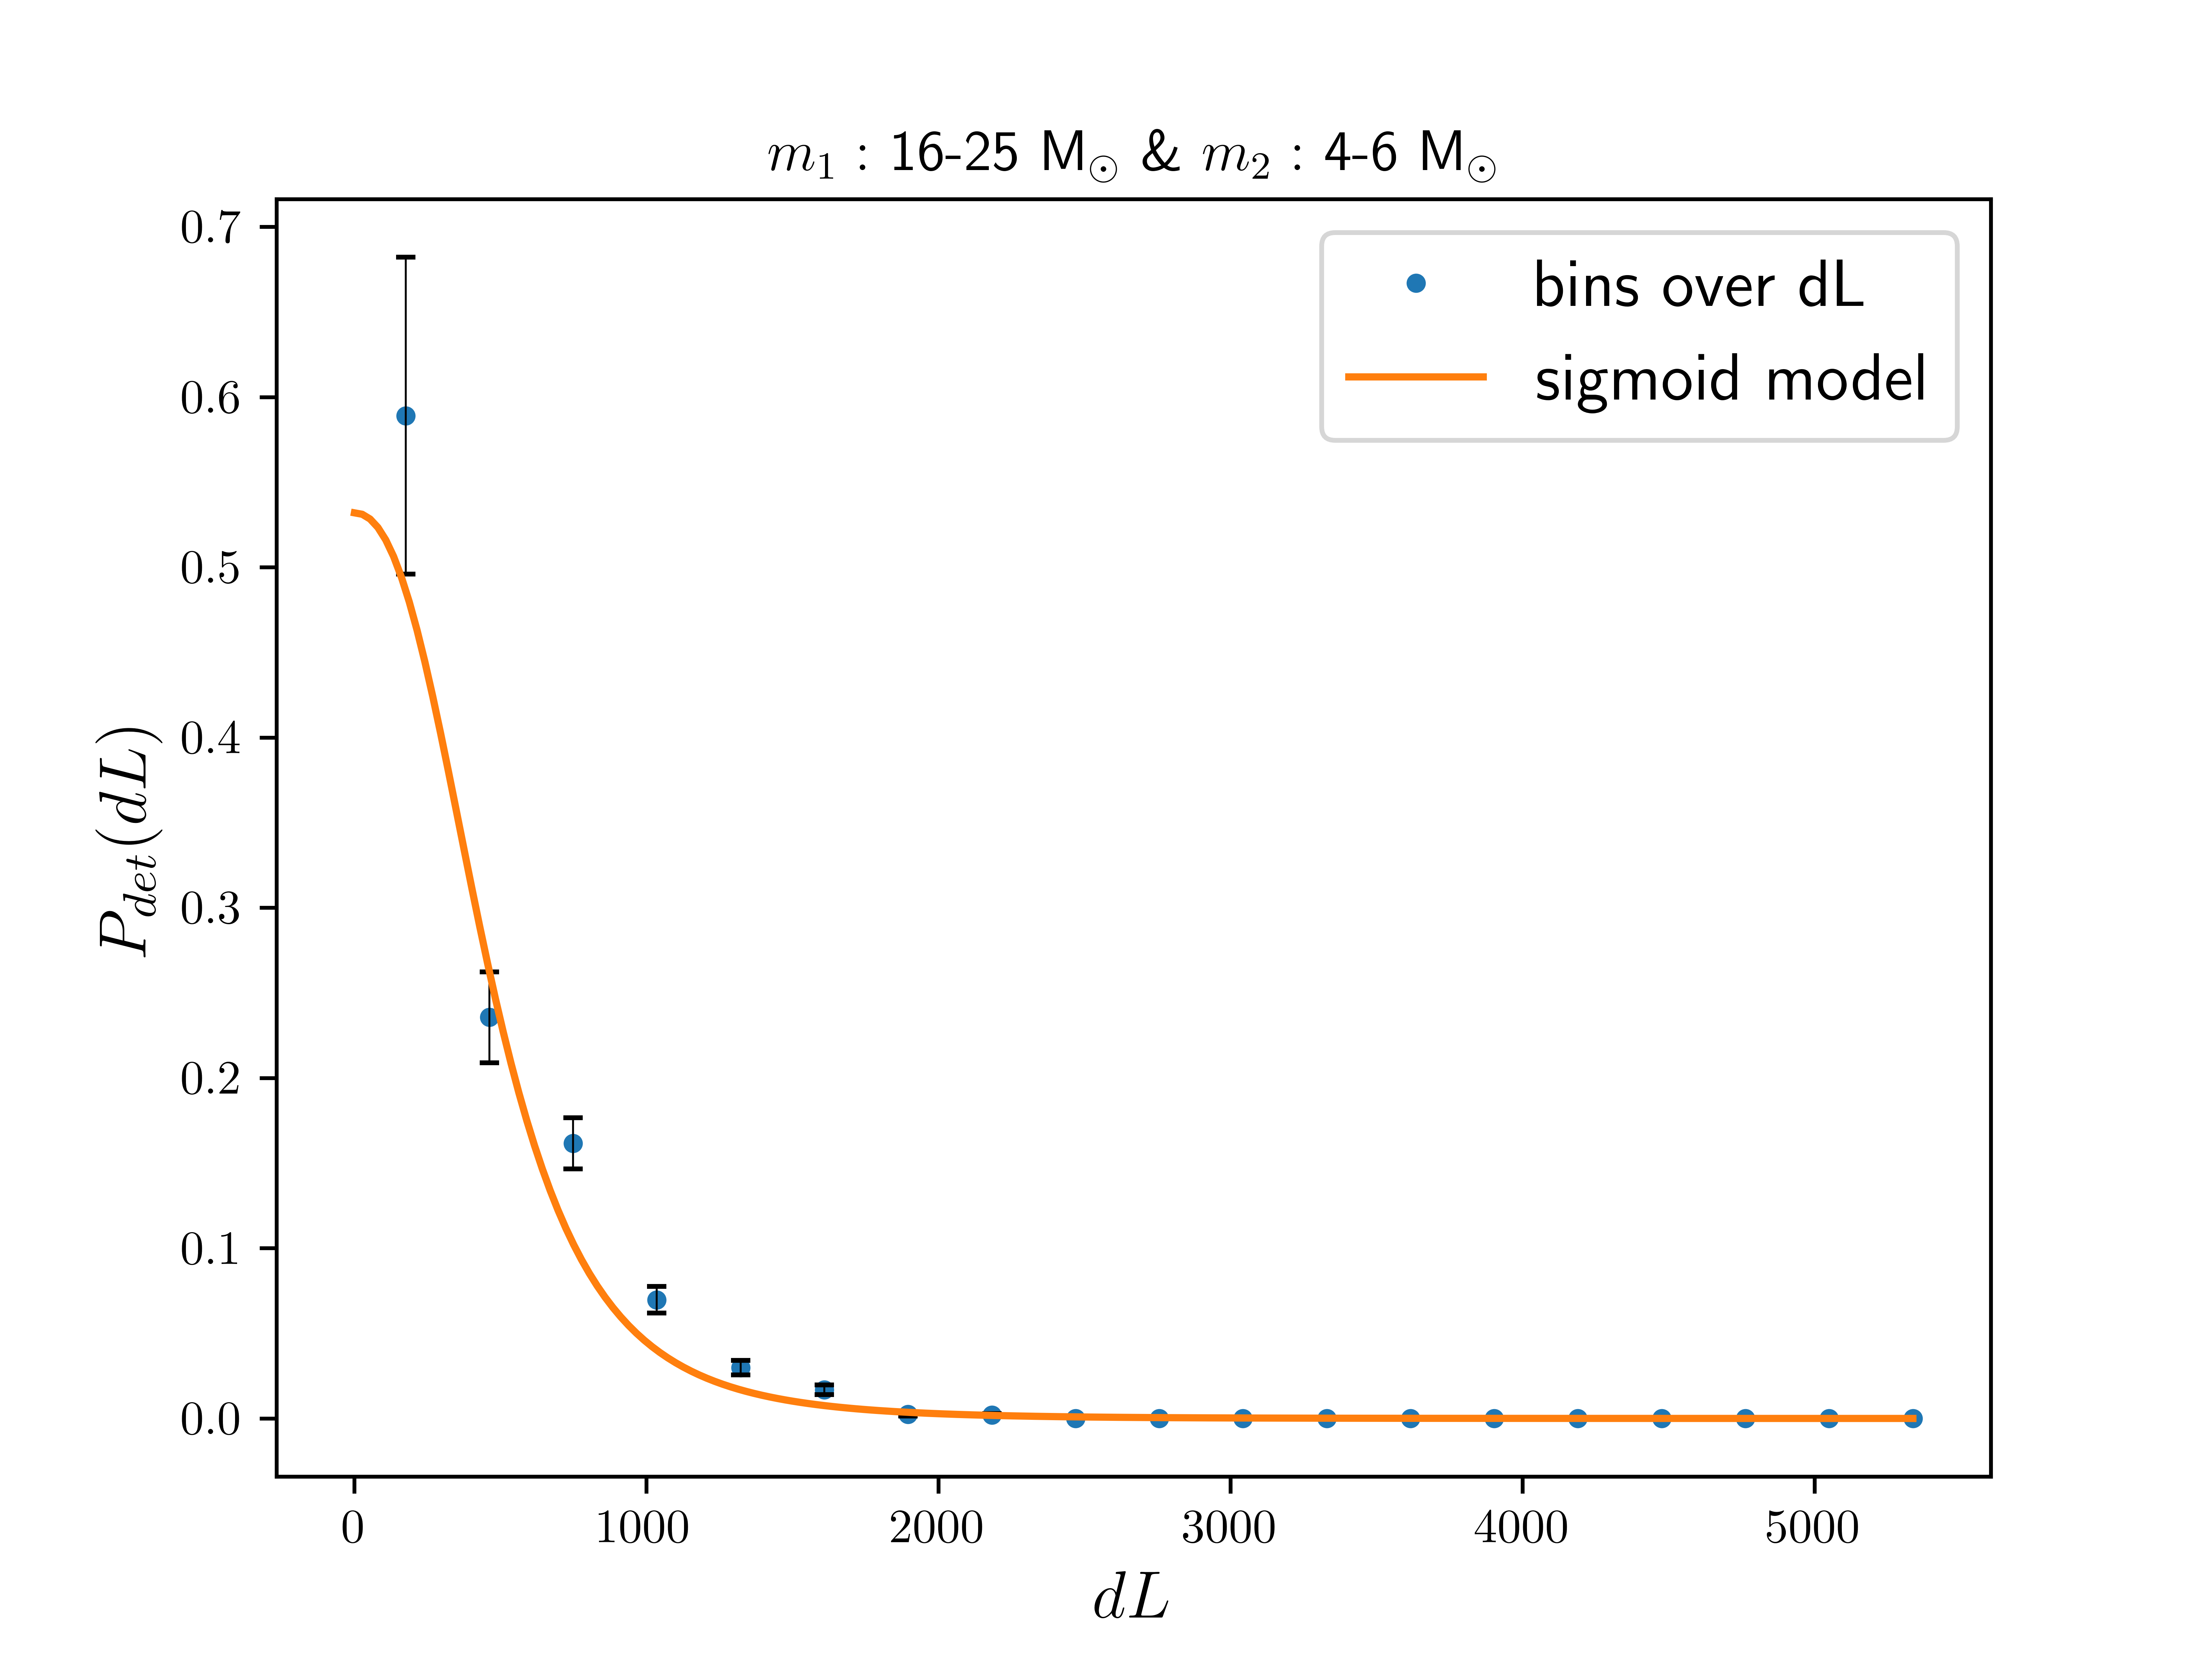 m₁ : 16-25 M⊙ & m₂ : 4-6 M⊙
bins over dL
sigmoid model
P_det(dL)
0.7
0.6
0.5
0.4
0.3
0.2
0.1
0.0
0 1000 2000 3000 4000 5000
dL